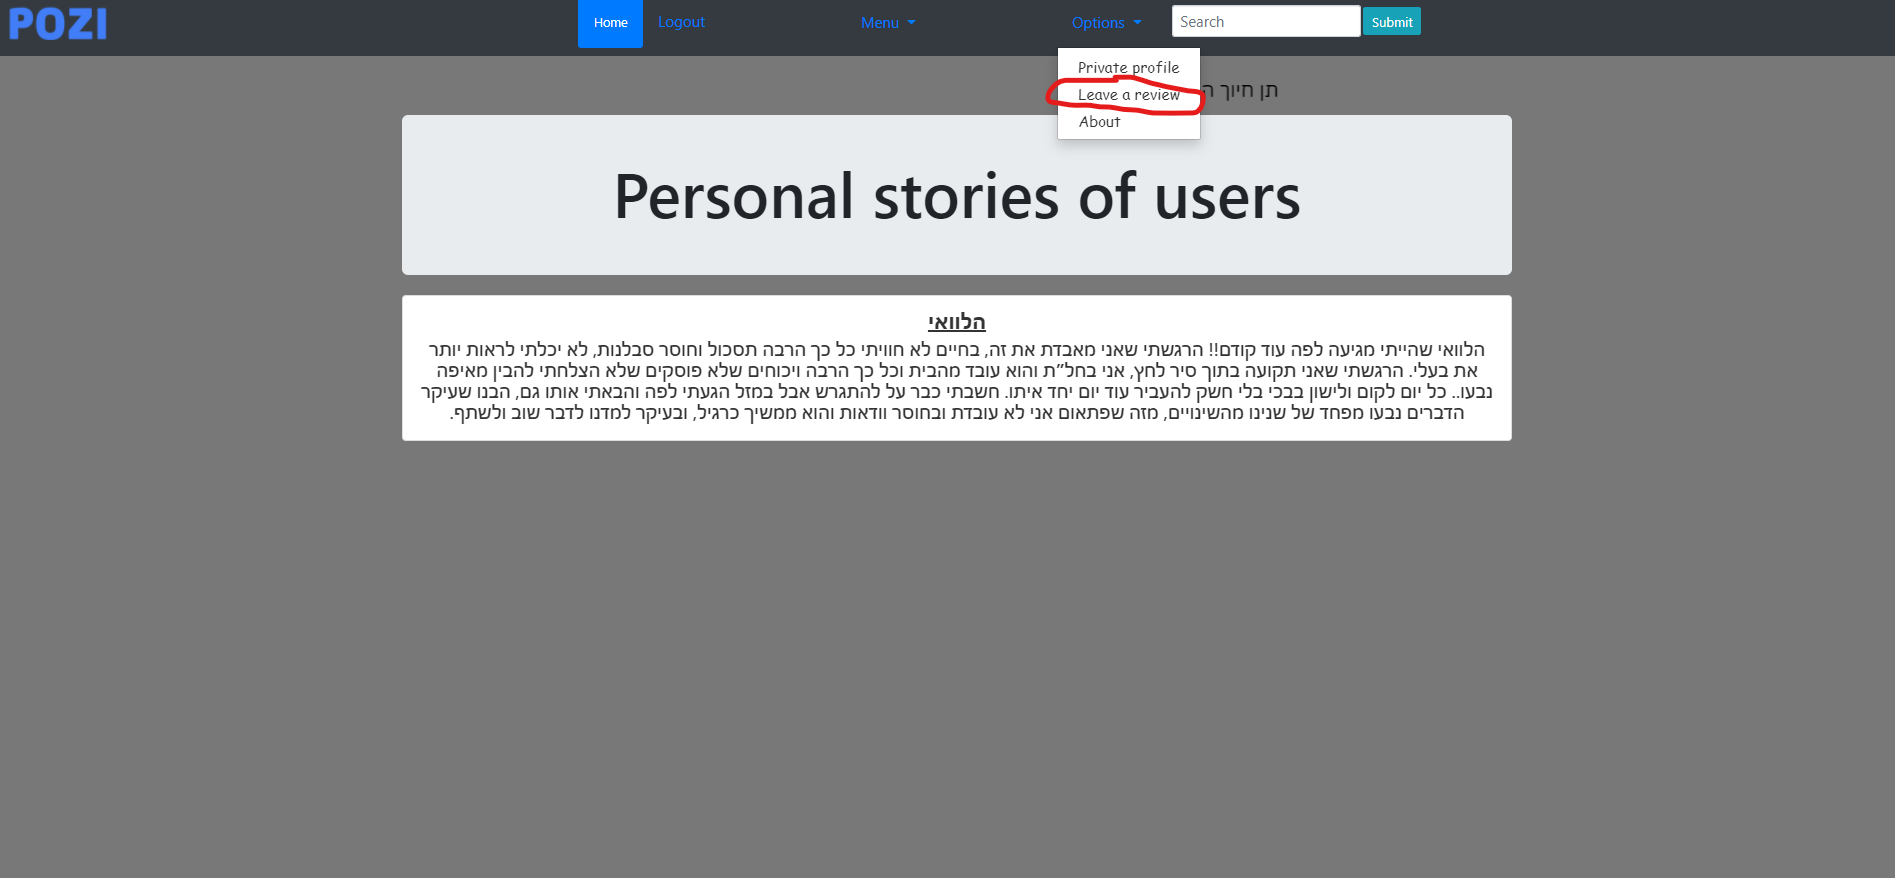 POZI
Home
Logout
Menu
Options
Search
Submit
Private profile
Leave a review
About
תן חיוך ה
Personal stories of users
הלוואי
הלוואי שהייתי מגיעה לפה עוד קודם!! הרגשתי שאני מאבדת את זה, בחיים לא חוויתי כל כך הרבה תסכול וחוסר סבלנות, לא יכלתי לראות יותר
את בעלי. הרגשתי שאני תקועה בתוך סיר לחץ, אני בחל״ת והוא עובד מהבית וכל כך הרבה ויכוחים שלא פוסקים שלא הצלחתי להבין מאיפה
נבעו.. כל יום לקום ולישון בבכי בלי חשק להעביר עוד יום יחד איתו. חשבתי כבר על להתגרש אבל במזל הגעתי לפה והבאתי אותו גם, הבנו שעיקר
הדברים נבעו מפחד של שנינו מהשינויים, מזה שפתאום אני לא עובדת ובחוסר וודאות והוא ממשיך כרגיל, ובעיקר למדנו לדבר שוב ולשתף.